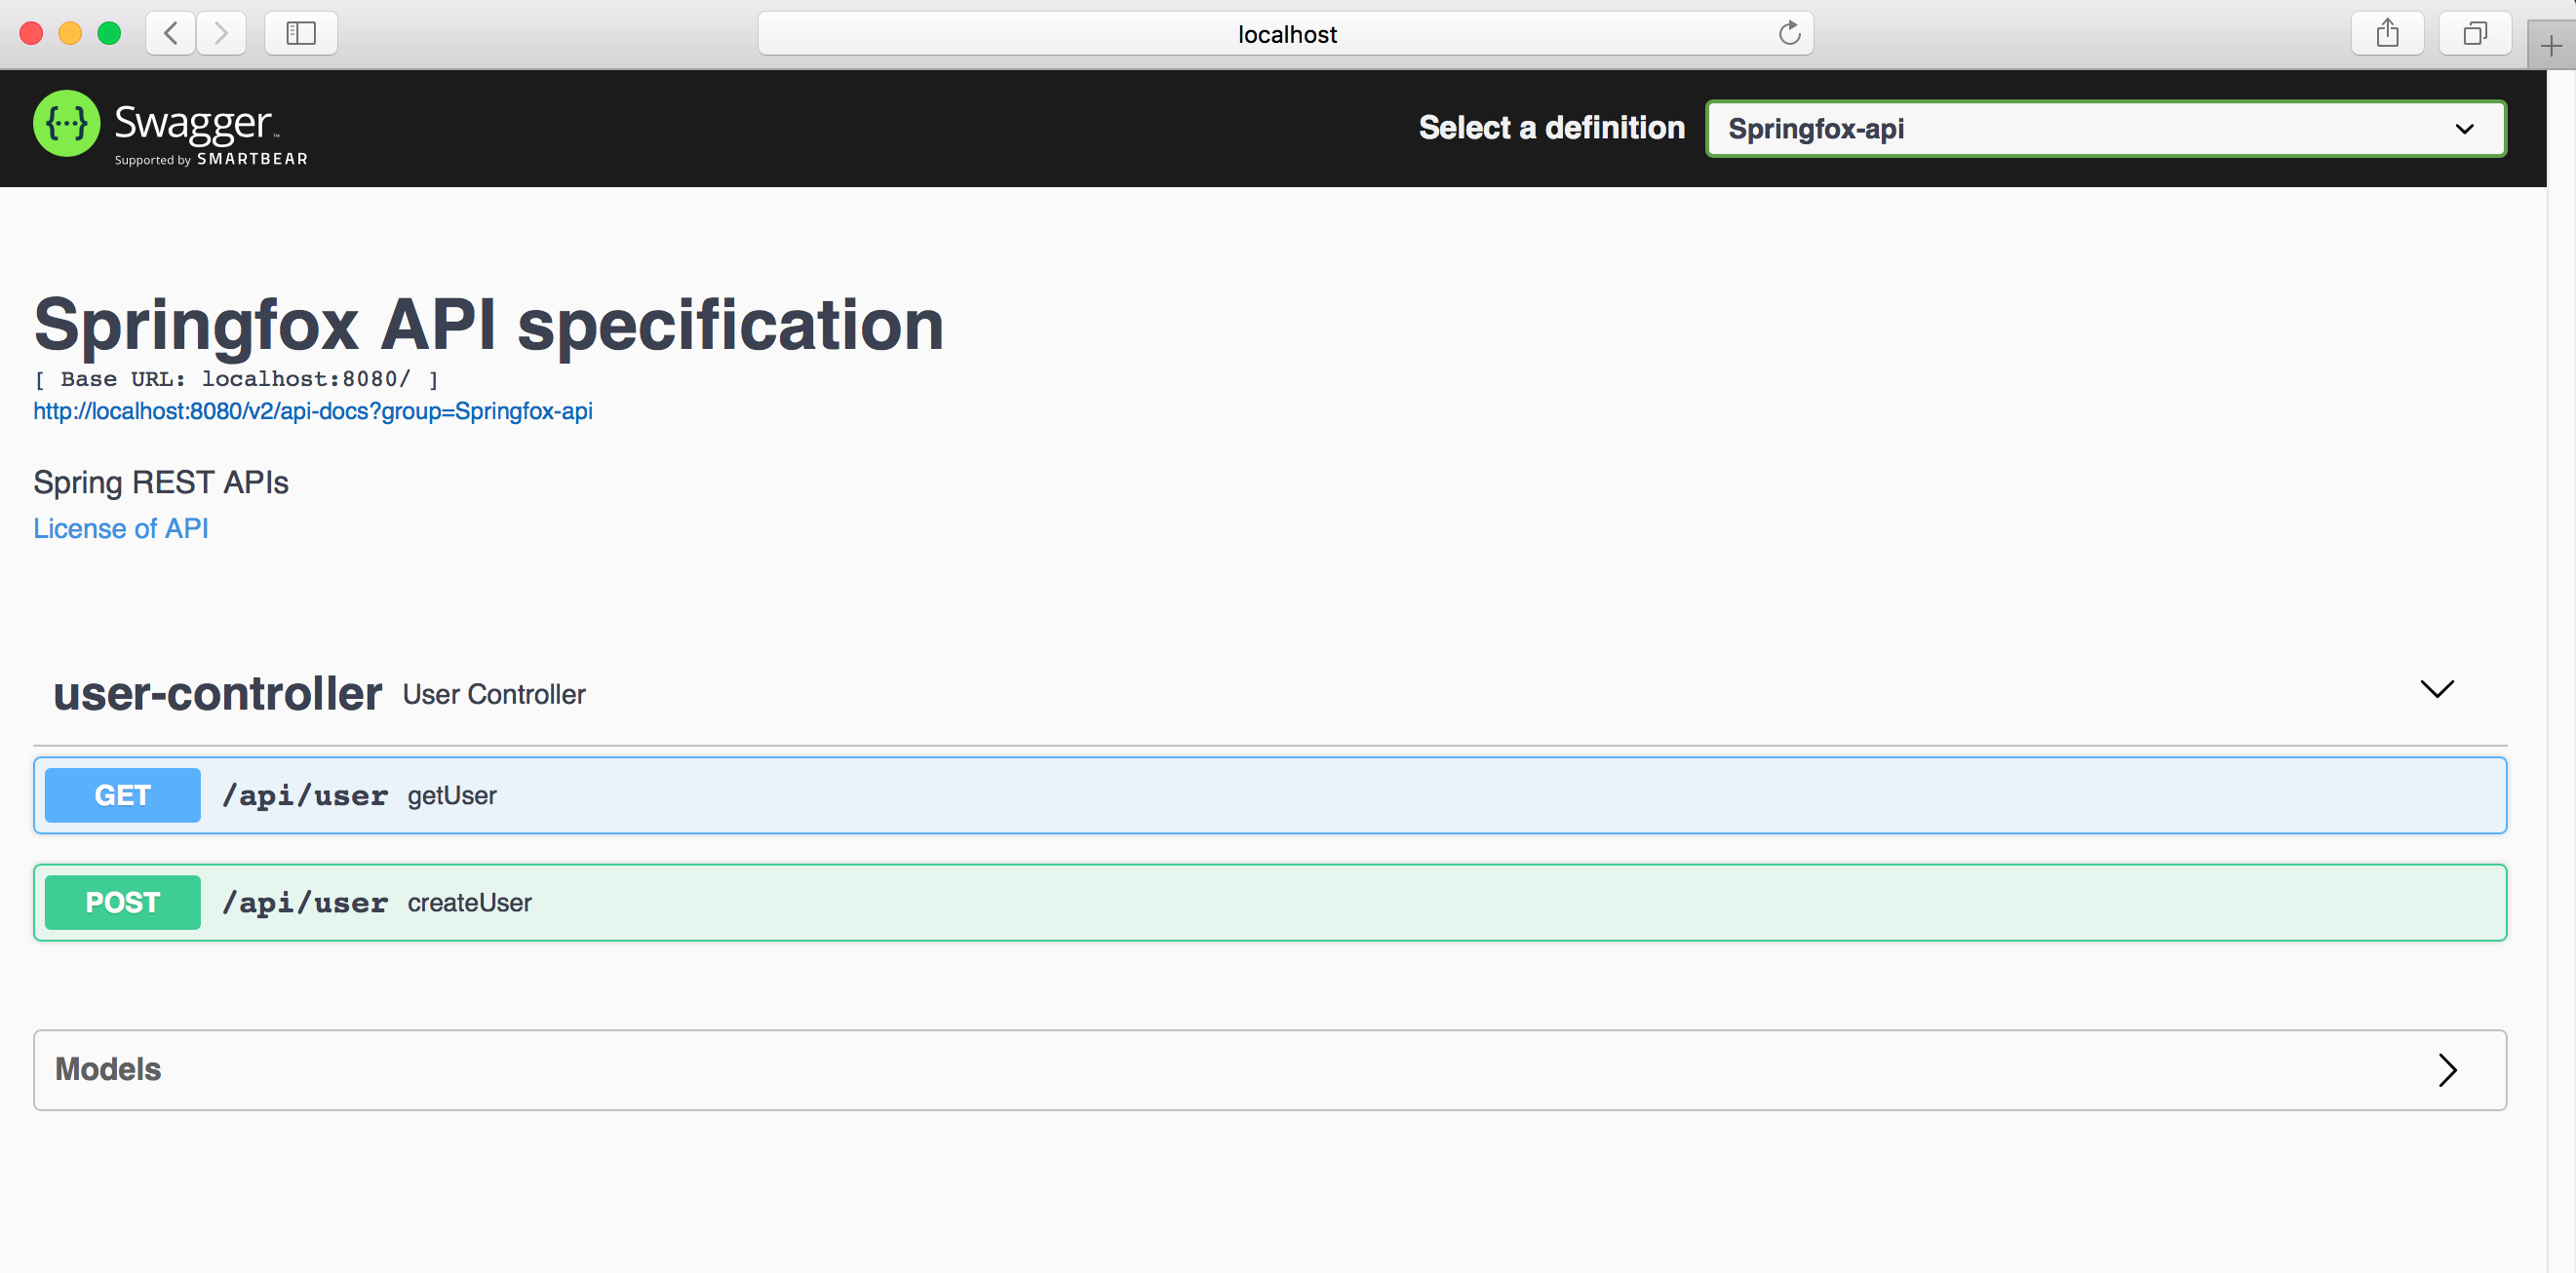 localhost
{···} Swagger™
Supported by SMARTBEAR
Select a definition Springfox-api
Springfox API specification
[ Base URL: localhost:8080/ ]
http://localhost:8080/v2/api-docs?group=Springfox-api
Spring REST APIs
License of API
user-controller User Controller
GET /api/user getUser
POST /api/user createUser
Models